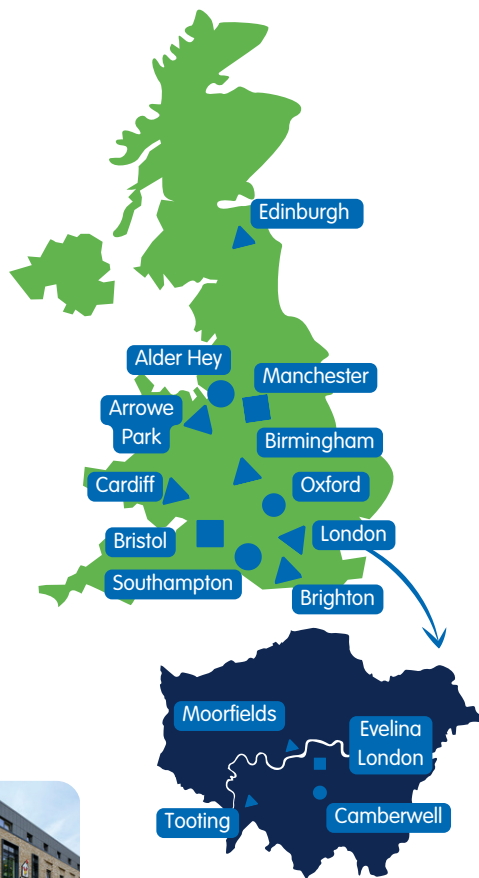 Edinburgh
Alder Hey
Manchester
Arrowe
Park
Birmingham
Cardiff
Oxford
Bristol
London
Southampton
Brighton
Moorfields
Evelina
London
Tooting
Camberwell